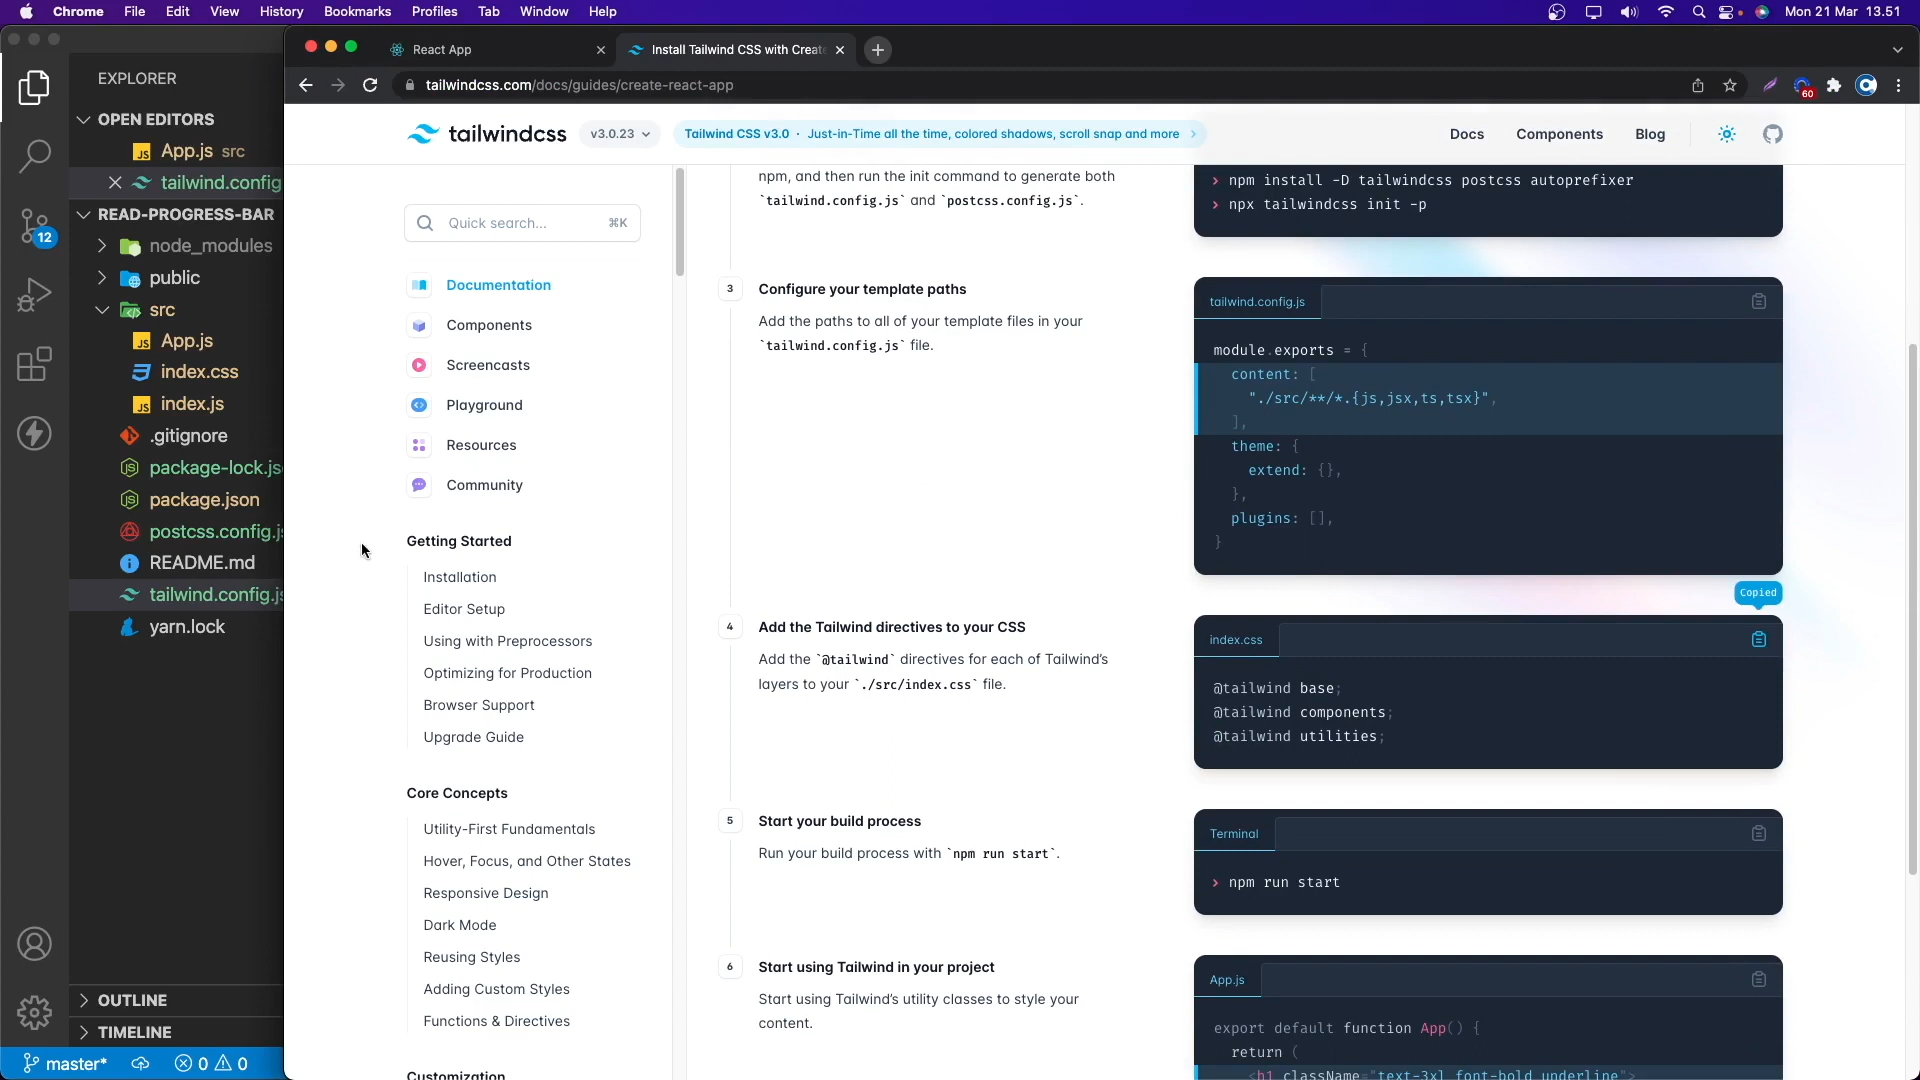 Chrome File Edit View History Bookmarks Profiles Tab Window Help Mon 21 Mar 13.51
React App
Install Tailwind CSS with Create
tailwindcss.com/docs/guides/create-react-app
60
EXPLORER
OPEN EDITORS
App.js src
tailwind.config
READ-PROGRESS-BAR
node_modules
public
src
App.js
index.css
index.js
.gitignore
package-lock.js
package.json
postcss.config.js
README.md
tailwind.config.js
yarn.lock
12
OUTLINE
TIMELINE
master* 0 0
tailwindcss v3.0.23
Tailwind CSS v3.0 · Just-in-Time all the time, colored shadows, scroll snap and more
Docs Components Blog
Quick search... ⌘K
Documentation
Components
Screencasts
Playground
Resources
Community
Getting Started
Installation
Editor Setup
Using with Preprocessors
Optimizing for Production
Browser Support
Upgrade Guide
Core Concepts
Utility-First Fundamentals
Hover, Focus, and Other States
Responsive Design
Dark Mode
Reusing Styles
Adding Custom Styles
Functions & Directives
Customization
npm, and then run the init command to generate both
`tailwind.config.js` and `postcss.config.js`.
> npm install -D tailwindcss postcss autoprefixer
> npx tailwindcss init -p
3 Configure your template paths
Add the paths to all of your template files in your
`tailwind.config.js` file.
tailwind.config.js
module.exports = {
content: [
"./src/**/*.{js,jsx,ts,tsx}",
],
theme: {
extend: {},
},
plugins: [],
}
Copied
4 Add the Tailwind directives to your CSS
Add the `@tailwind` directives for each of Tailwind's
layers to your `./src/index.css` file.
index.css
@tailwind base;
@tailwind components;
@tailwind utilities;
5 Start your build process
Run your build process with `npm run start`.
Terminal
> npm run start
6 Start using Tailwind in your project
Start using Tailwind's utility classes to style your
content.
App.js
export default function App() {
return (
<h1 className="text-3xl font-bold underline">